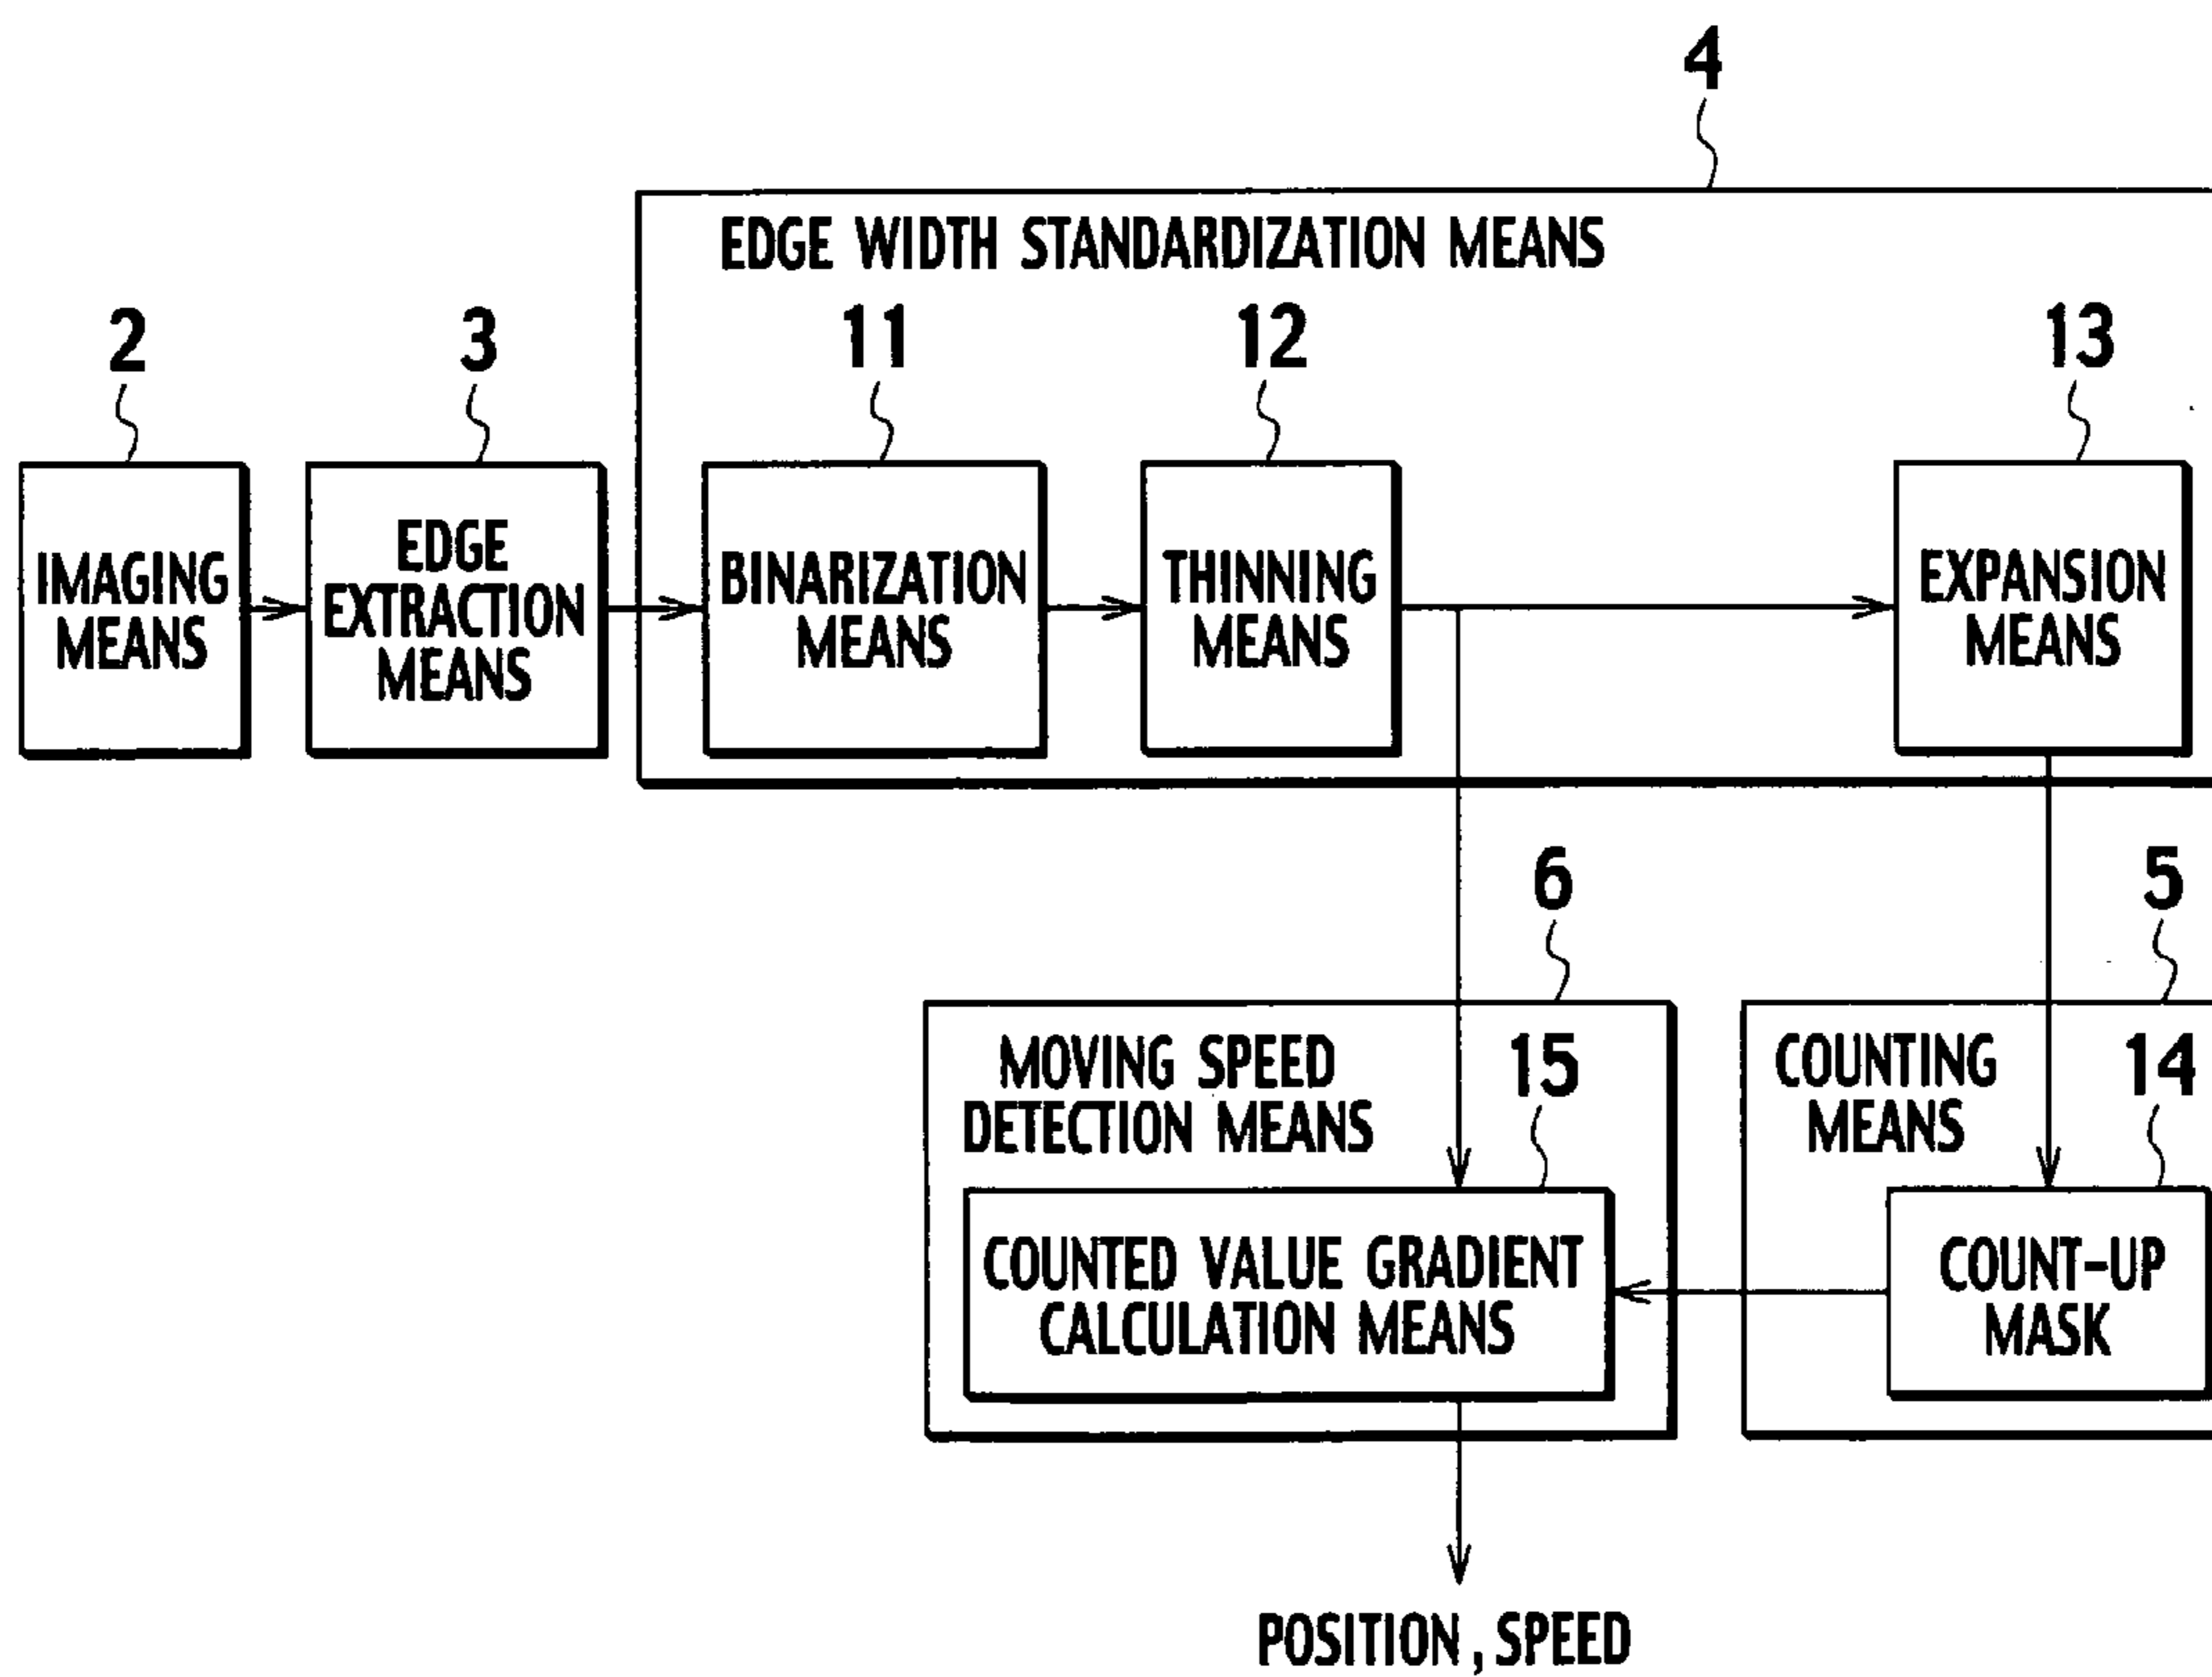 4
EDGE WIDTH STANDARDIZATION MEANS
2
3
11
12
13
IMAGING
MEANS
EDGE
EXTRACTION
MEANS
BINARIZATION
MEANS
THINNING
MEANS
EXPANSION
MEANS
6
5
MOVING SPEED
DETECTION MEANS
15
COUNTING
MEANS
14
COUNTED VALUE GRADIENT
CALCULATION MEANS
COUNT-UP
MASK
POSITION, SPEED